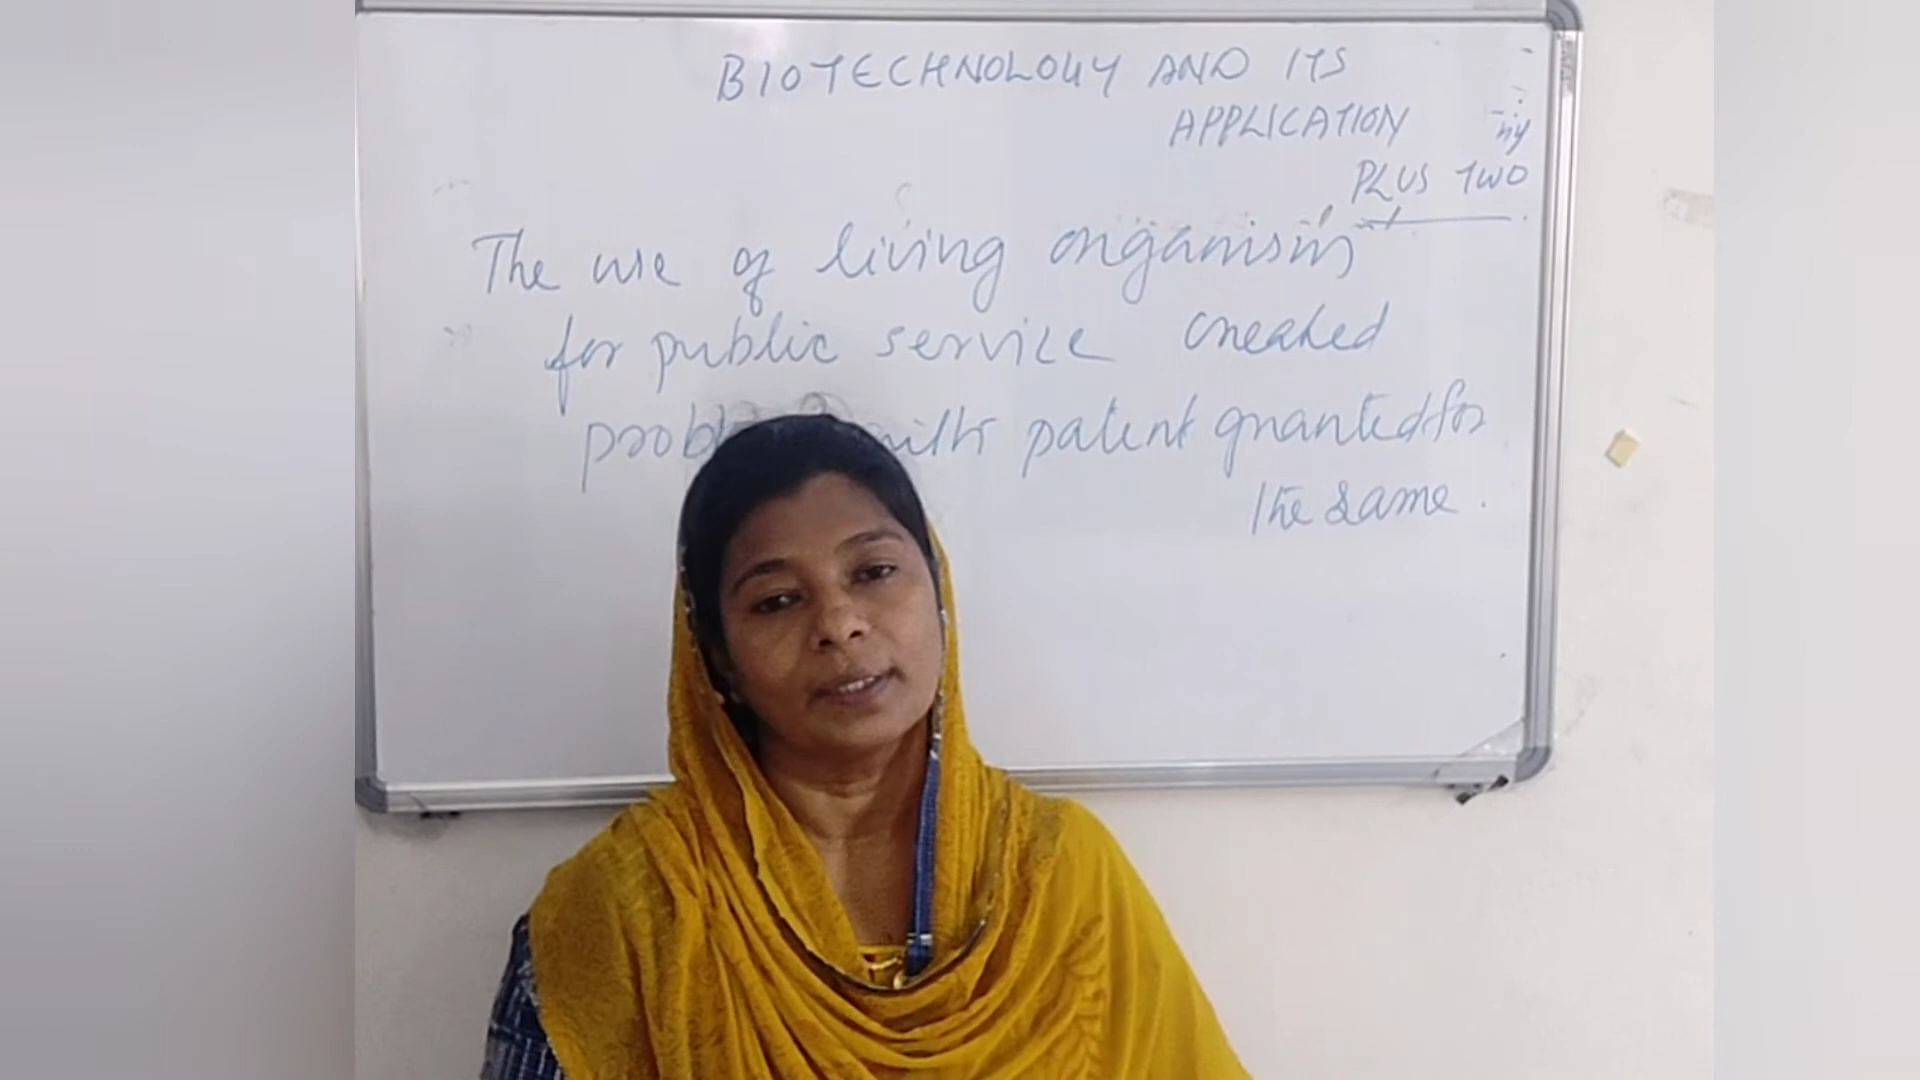 BIOTECHNOLOGY AND ITS
APPLICATION
PLUS TWO
The use of living organisms
for public service created
with patent granted for
the same.